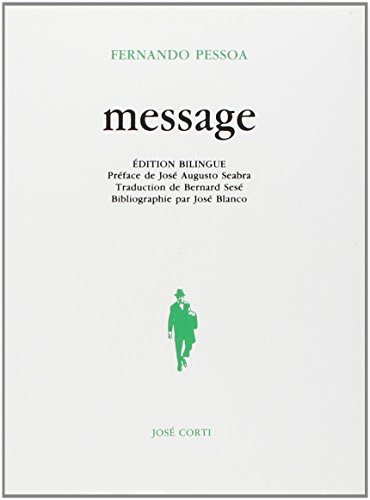 FERNANDO PESSOA
message
ÉDITION BILINGUE
Préface de José Augusto Seabra
Traduction de Bernard Sesé
Bibliographie par José Blanco
JOSÉ CORTI